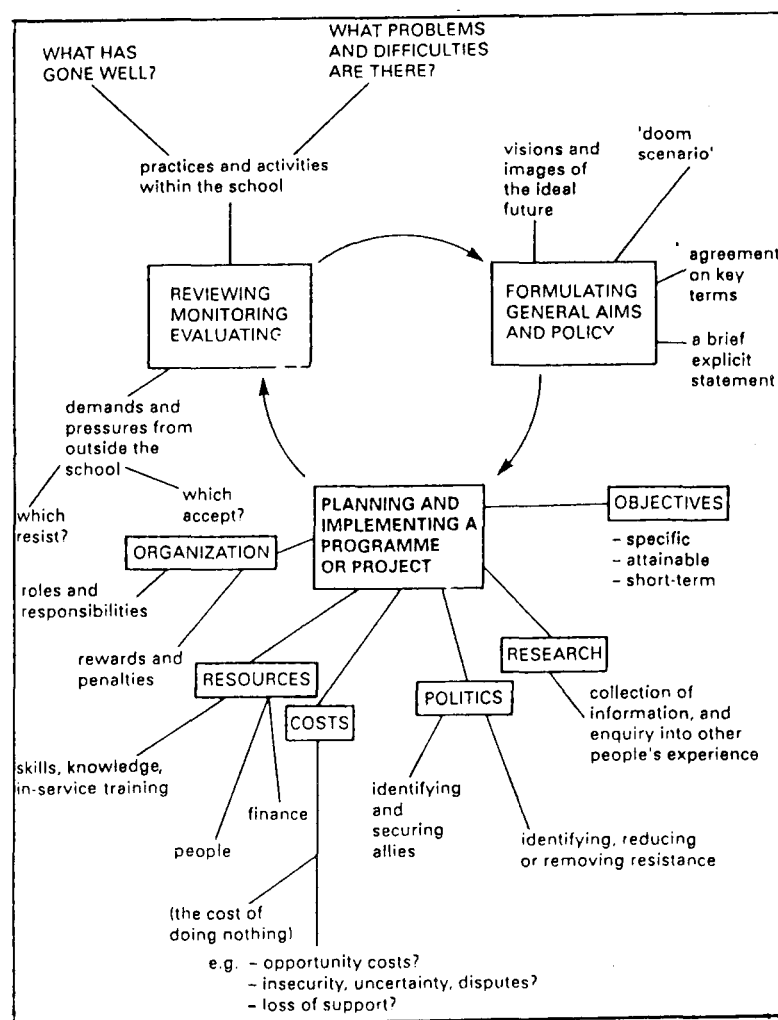 WHAT HAS
GONE WELL?
WHAT PROBLEMS
AND DIFFICULTIES
ARE THERE?
practices and activities
within the school
REVIEWING
MONITORING
EVALUATING
visions and
images of
the ideal
future
'doom
scenario'
FORMULATING
GENERAL AIMS
AND POLICY
agreement
on key
terms
a brief
explicit
statement
demands and
pressures from
outside the
school
which
resist?
which
accept?
PLANNING AND
IMPLEMENTING A
PROGRAMME
OR PROJECT
OBJECTIVES
– specific
– attainable
– short-term
ORGANIZATION
roles and
responsibilities
rewards and
penalties
RESOURCES
skills, knowledge,
in-service training
people
finance
COSTS
(the cost of
doing nothing)
e.g. – opportunity costs?
– insecurity, uncertainty, disputes?
– loss of support?
POLITICS
identifying
and
securing
allies
identifying, reducing
or removing resistance
RESEARCH
collection of
information, and
enquiry into other
people's experience